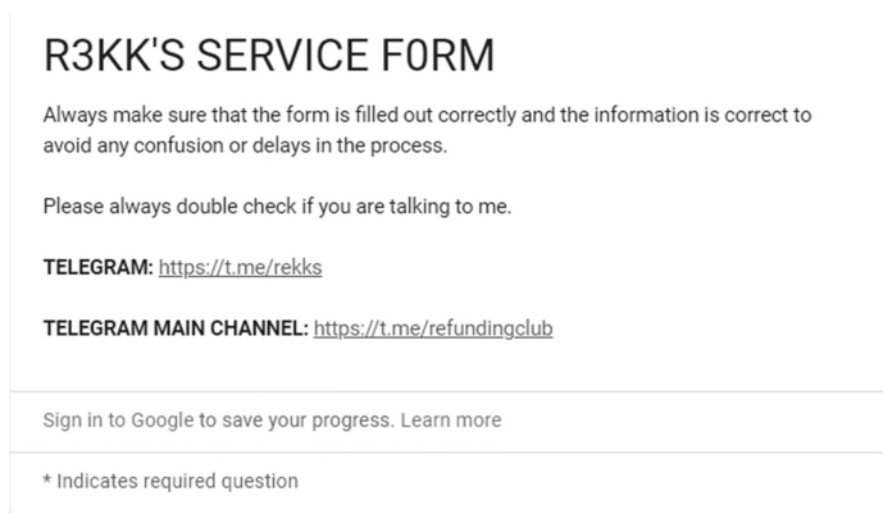 R3KK'S SERVICE F0RM
Always make sure that the form is filled out correctly and the information is correct to
avoid any confusion or delays in the process.
Please always double check if you are talking to me.
TELEGRAM: https://t.me/rekks
TELEGRAM MAIN CHANNEL: https://t.me/refundingclub
Sign in to Google to save your progress. Learn more
* Indicates required question